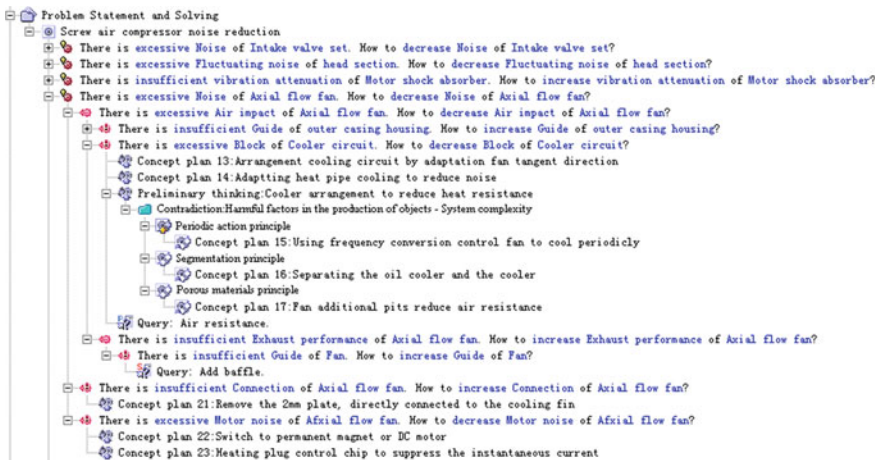 Problem Statement and Solving
Screw air compressor noise reduction
There is excessive Noise of Intake valve set. How to decrease Noise of Intake valve set?
There is excessive Fluctuating noise of head section. How to decrease Fluctuating noise of head section?
There is insufficient vibration attenuation of Motor shock absorber. How to increase vibration attenuation of Motor shock absorber?
There is excessive Noise of Axial flow fan. How to decrease Noise of Axial flow fan?
There is excessive Air impact of Axial flow fan. How to decrease Air impact of Axial flow fan?
There is insufficient Guide of outer casing housing. How to increase Guide of outer casing housing?
There is excessive Block of Cooler circuit. How to decrease Block of Cooler circuit?
Concept plan 13:Arrangement cooling circuit by adaptation fan tangent direction
Concept plan 14:Adaptting heat pipe cooling to reduce noise
Preliminary thinking:Cooler arrangement to reduce heat resistance
Contradiction:Harmful factors in the production of objects - System complexity
Periodic action principle
Concept plan 15:Using frequency conversion control fan to cool periodicly
Segmentation principle
Concept plan 16:Separating the oil cooler and the cooler
Porous materials principle
Concept plan 17:Fan additional pits reduce air resistance
Query: Air resistance.
There is insufficient Exhaust performance of Axial flow fan. How to increase Exhaust performance of Axial flow fan?
There is insufficient Guide of Fan. How to increase Guide of Fan?
Query: Add baffle.
There is insufficient Connection of Axial flow fan. How to increase Connection of Axial flow fan?
Concept plan 21:Remove the 2mm plate, directly connected to the cooling fin
There is excessive Motor noise of Afxial flow fan. How to decrease Motor noise of Afxial flow fan?
Concept plan 22:Switch to permanent magnet or DC motor
Concept plan 23:Heating plug control chip to suppress the instantaneous current